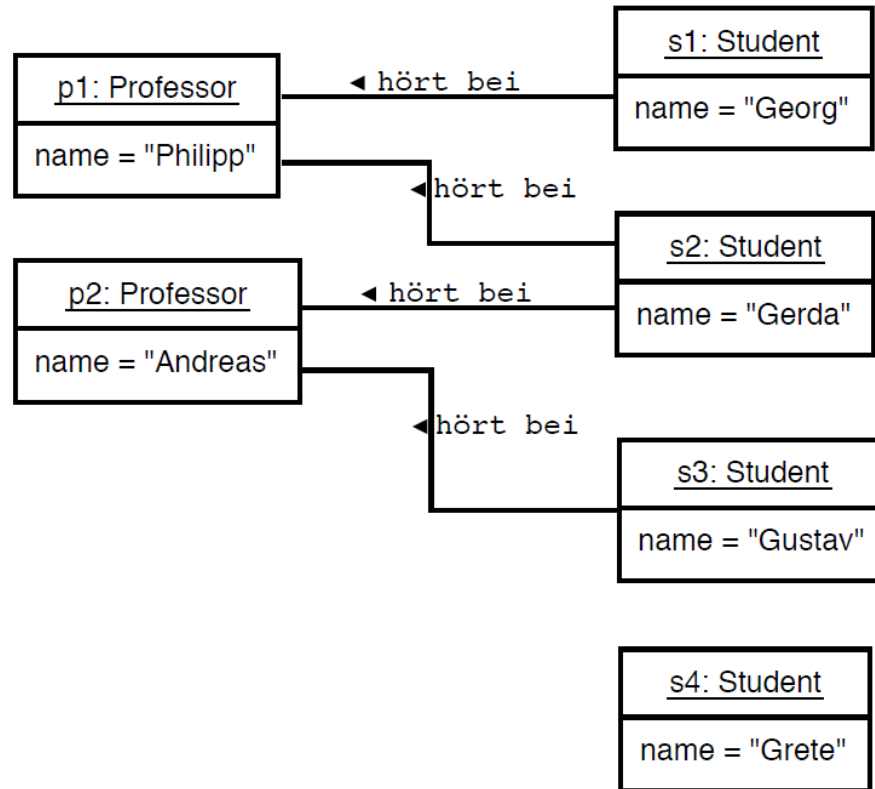 s1: Student
name = "Georg"
◄ hört bei
p1: Professor
name = "Philipp"
◄ hört bei
s2: Student
name = "Gerda"
◄ hört bei
p2: Professor
name = "Andreas"
◄ hört bei
s3: Student
name = "Gustav"
s4: Student
name = "Grete"